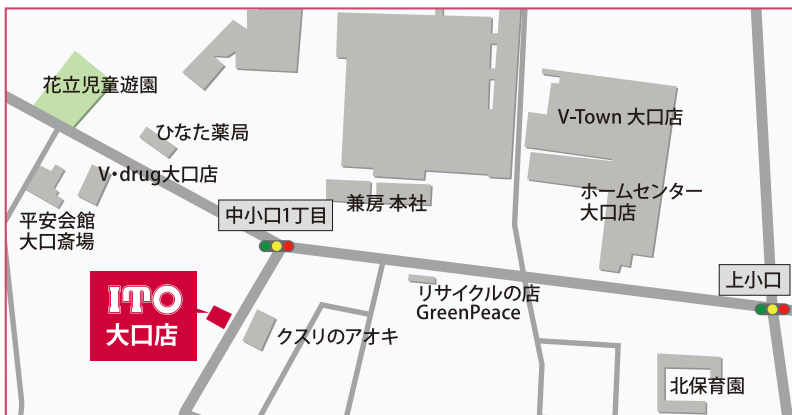 花立児童遊園
ひなた薬局
V-Town 大口店
V・drug大口店
ホームセンター
大口店
兼房 本社
平安会館
大口斎場
中小口1丁目
上小口
リサイクルの店
GreenPeace
ITO
大口店
クスリのアオキ
北保育園